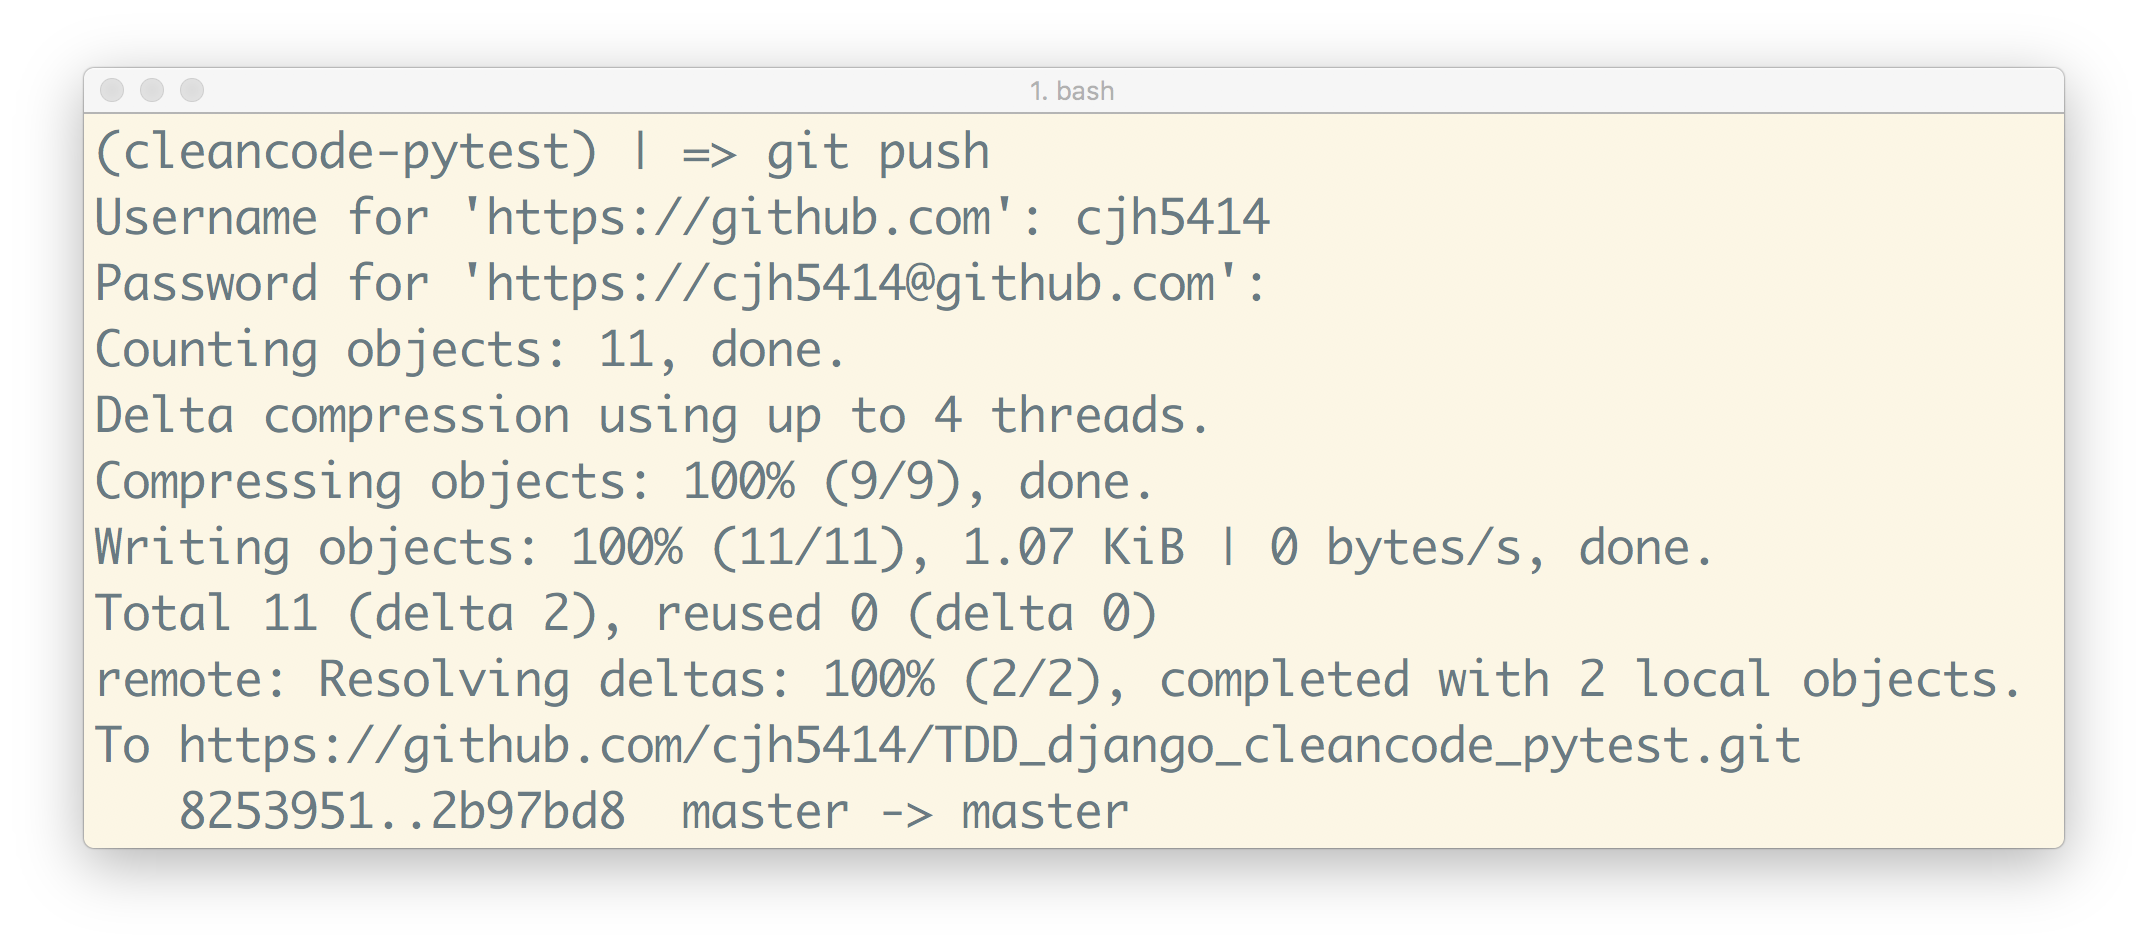 1. bash
(cleancode-pytest) | => git push
Username for 'https://github.com': cjh5414
Password for 'https://cjh5414@github.com':
Counting objects: 11, done.
Delta compression using up to 4 threads.
Compressing objects: 100% (9/9), done.
Writing objects: 100% (11/11), 1.07 KiB | 0 bytes/s, done.
Total 11 (delta 2), reused 0 (delta 0)
remote: Resolving deltas: 100% (2/2), completed with 2 local objects.
To https://github.com/cjh5414/TDD_django_cleancode_pytest.git
   8253951..2b97bd8  master -> master